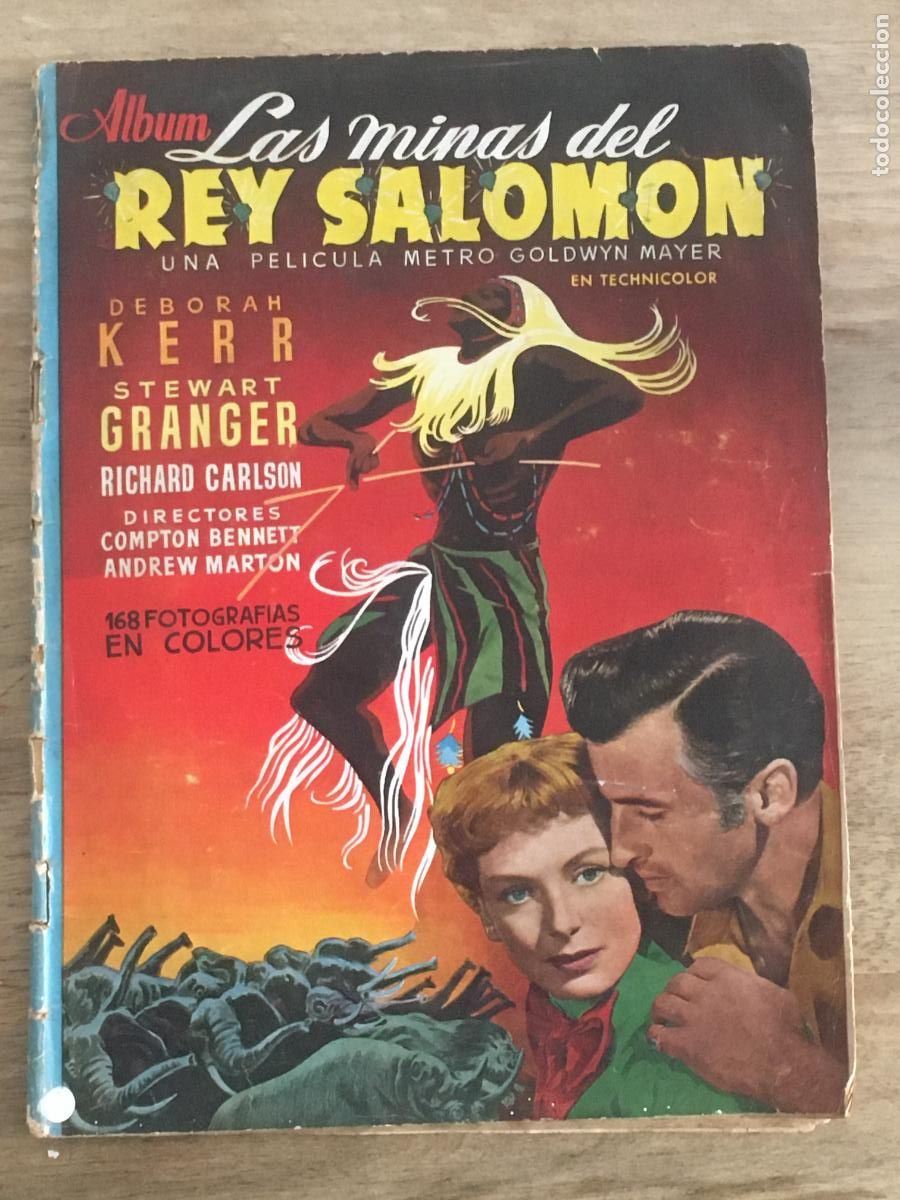 Album Las minas del
REY SALOMON
UNA PELICULA METRO GOLDWYN MAYER
EN TECHNICOLOR
DEBORAH
KERR
STEWART
GRANGER
RICHARD CARLSON
DIRECTORES
COMPTON BENNETT
ANDREW MARTON
168 FOTOGRAFIAS
EN COLORES
todocoleccion